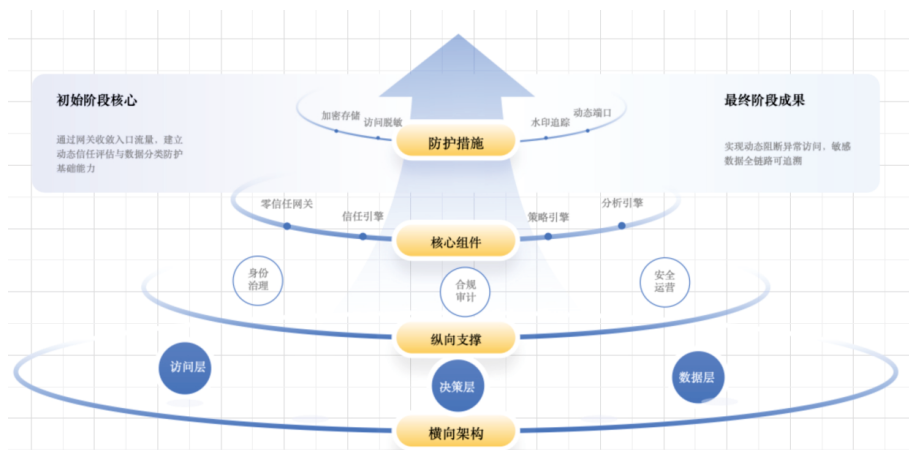 初始阶段核心
通过网关收敛入口流量、建立
动态信任评估与数据分类防护
基础能力
最终阶段成果
实现动态阻断异常访问、敏感
数据全链路可追溯
加密存储
访问脱敏
水印追踪
动态端口
防护措施
零信任网关
信任引擎
策略引擎
分析引擎
核心组件
身份
治理
合规
审计
安全
运营
纵向支撑
访问层
决策层
数据层
横向架构